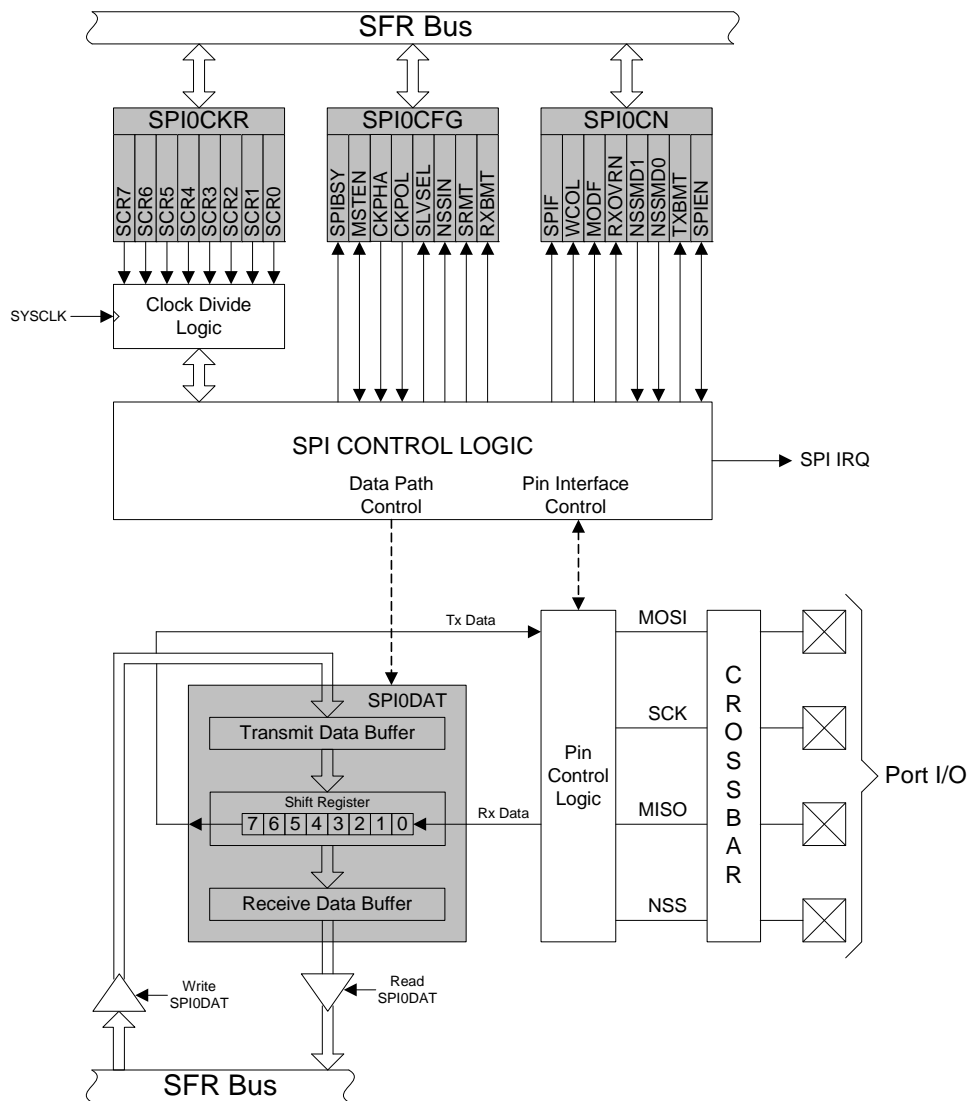 SFR Bus
SPI0CKR
SPI0CFG
SPI0CN
SCR7
SCR6
SCR5
SCR4
SCR3
SCR2
SCR1
SCR0
SPIBSY
MSTEN
CKPHA
CKPOL
SLVSEL
NSSIN
SRMT
RXBMT
SPIF
WCOL
MODF
RXOVRN
NSSMD1
NSSMD0
TXBMT
SPIEN
SYSCLK
Clock Divide
Logic
SPI CONTROL LOGIC
SPI IRQ
Data Path
Control
Pin Interface
Control
Tx Data
MOSI
SPI0DAT
Transmit Data Buffer
SCK
Pin
Control
Logic
CROSSBAR
Port I/O
Shift Register
7 6 5 4 3 2 1 0
Rx Data
MISO
Receive Data Buffer
NSS
Write
SPI0DAT
Read
SPI0DAT
SFR Bus